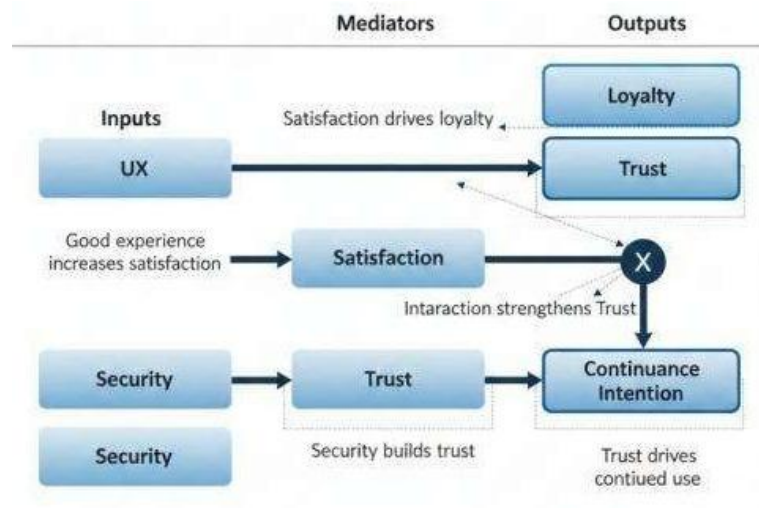 Mediators
Outputs
Inputs
Loyalty
Satisfaction drives loyalty
UX
Trust
Good experience
increases satisfaction
Satisfaction
X
Intaraction strengthens Trust
Security
Trust
Continuance
Intention
Security
Security builds trust
Trust drives
contiued use